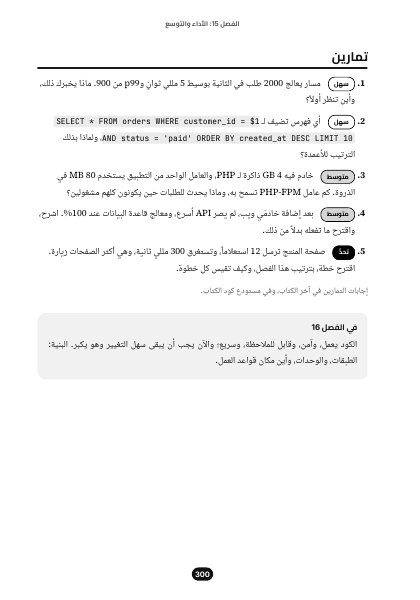 الفصل 15: الأداء والتوسع
تمارين
1. سهل مسار يعالج 2000 طلب في الثانية بوسيط 5 مللي ثوانٍ وp99 من 900. ماذا يخبرك ذلك،
وأين تنظر أولاً؟
2. سهل أي فهرس تضيف لـ SELECT * FROM orders WHERE customer_id = $1
AND status = 'paid' ORDER BY created_at DESC LIMIT 10، ولماذا بذلك
الترتيب للأعمدة؟
3. متوسط خادم فيه 4 GB ذاكرة لـ PHP، والعامل الواحد من التطبيق يستخدم 80 MB في
الذروة. كم عامل PHP-FPM تسمح به، وماذا يحدث للطلبات حين يكونون كلهم مشغولين؟
4. متوسط بعد إضافة خادمَي ويب، لم يصر API أسرع، ومعالج قاعدة البيانات عند 100%. اشرح،
واقترح ما تفعله بدلاً من ذلك.
5. تحدٍّ صفحة المنتج ترسل 12 استعلاماً، وتستغرق 300 مللي ثانية، وهي أكثر الصفحات زيارة.
اقترح خطة، بترتيب هذا الفصل، وكيف تقيس كل خطوة.
إجابات التمارين في آخر الكتاب، وفي مستودع كود الكتاب.
في الفصل 16
الكود يعمل، وآمن، وقابل للملاحظة، وسريع؛ والآن يجب أن يبقى سهل التغيير وهو يكبر. البنية:
الطبقات، والوحدات، وأين مكان قواعد العمل.
300